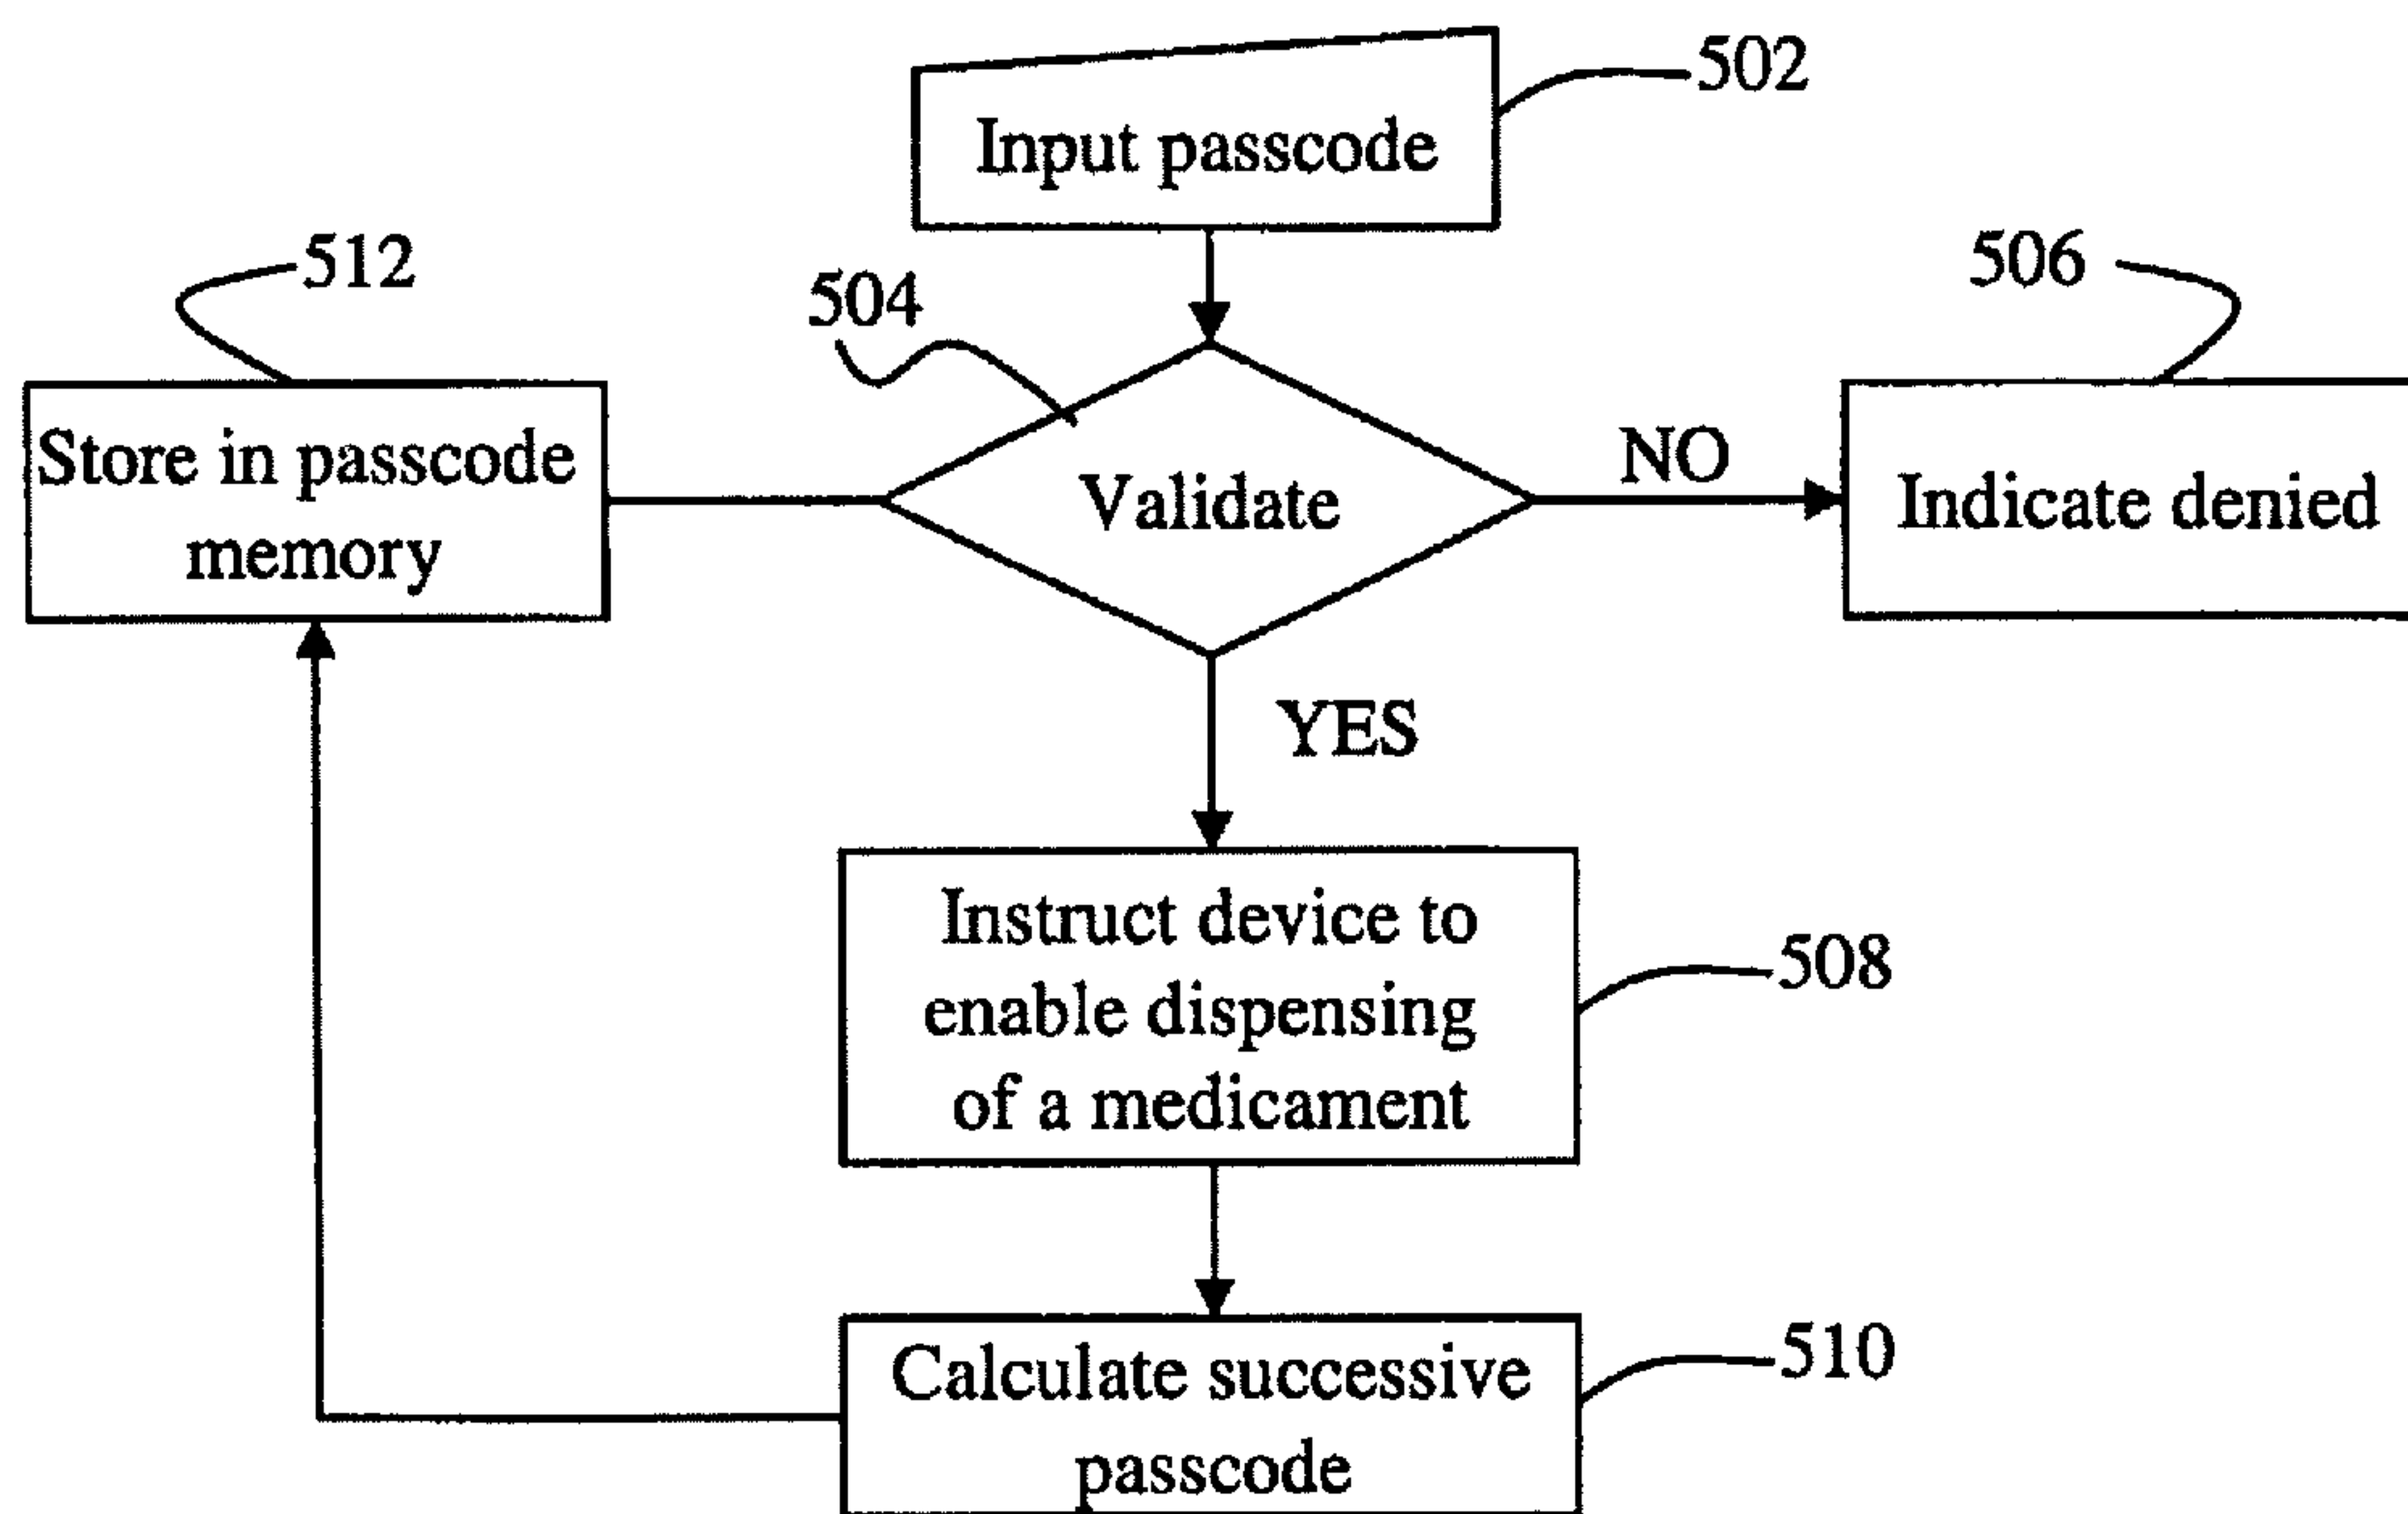 502
Input passcode
512
504
506
Store in passcode
memory
Validate
NO
Indicate denied
YES
Instruct device to
enable dispensing
of a medicament
508
Calculate successive
passcode
510